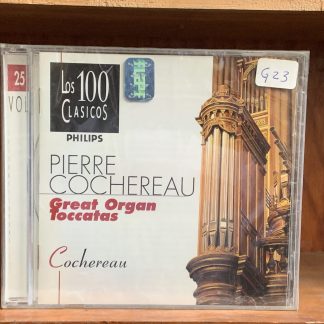 25
VOL
LOS
100
CLASICOS
PHILIPS
G23
PIERRE
COCHEREAU
Great Organ
Toccatas
Cochereau